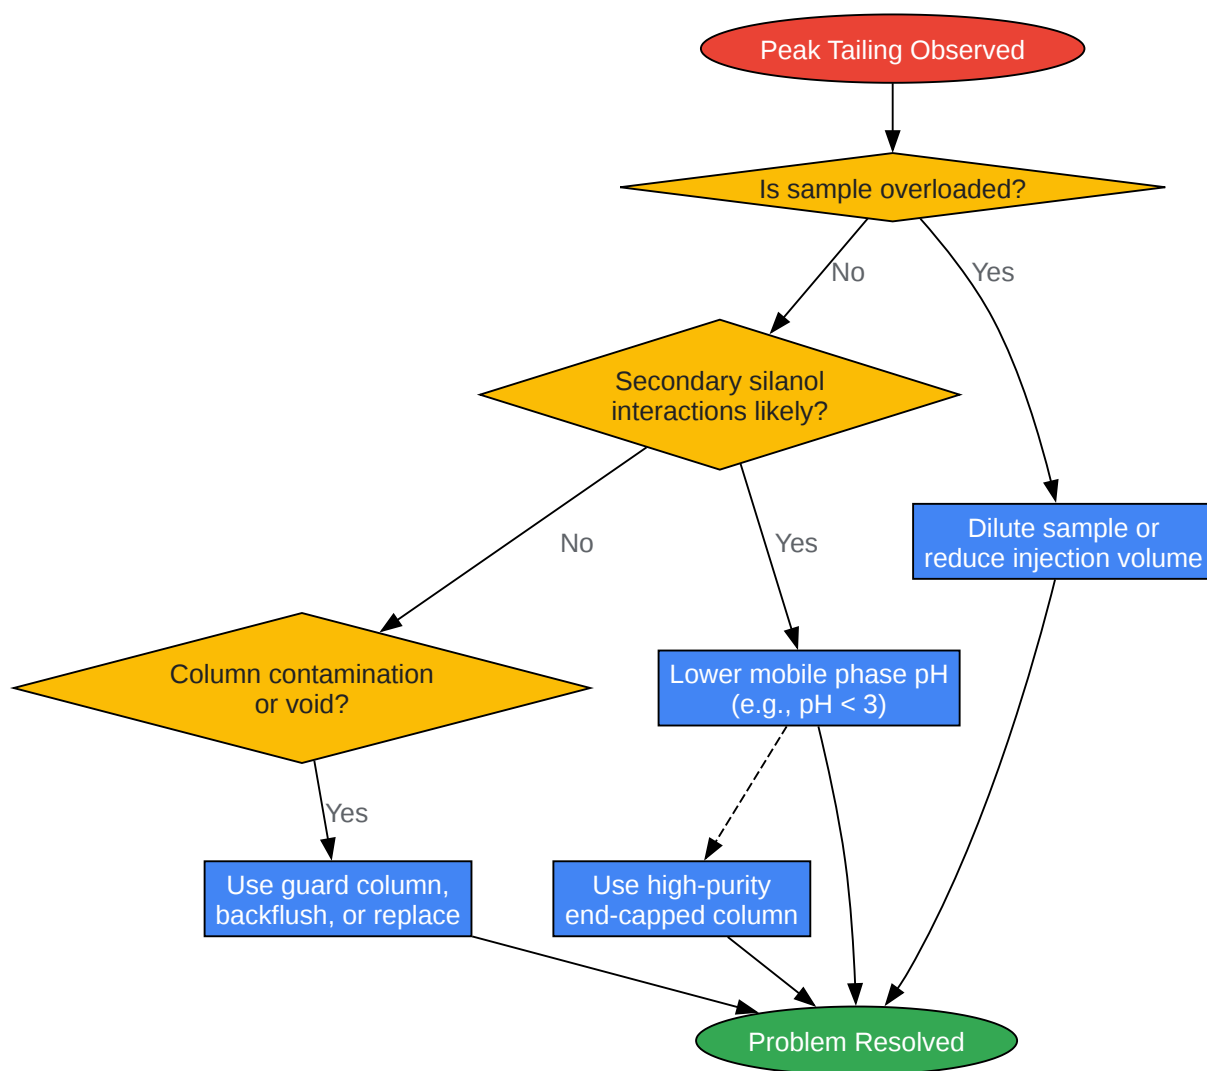 Peak Tailing Observed
Is sample overloaded?
No
Yes
Secondary silanol
interactions likely?
No
Yes
Dilute sample or
reduce injection volume
Column contamination
or void?
Lower mobile phase pH
(e.g., pH < 3)
Yes
Use guard column,
backflush, or replace
Use high-purity
end-capped column
Problem Resolved